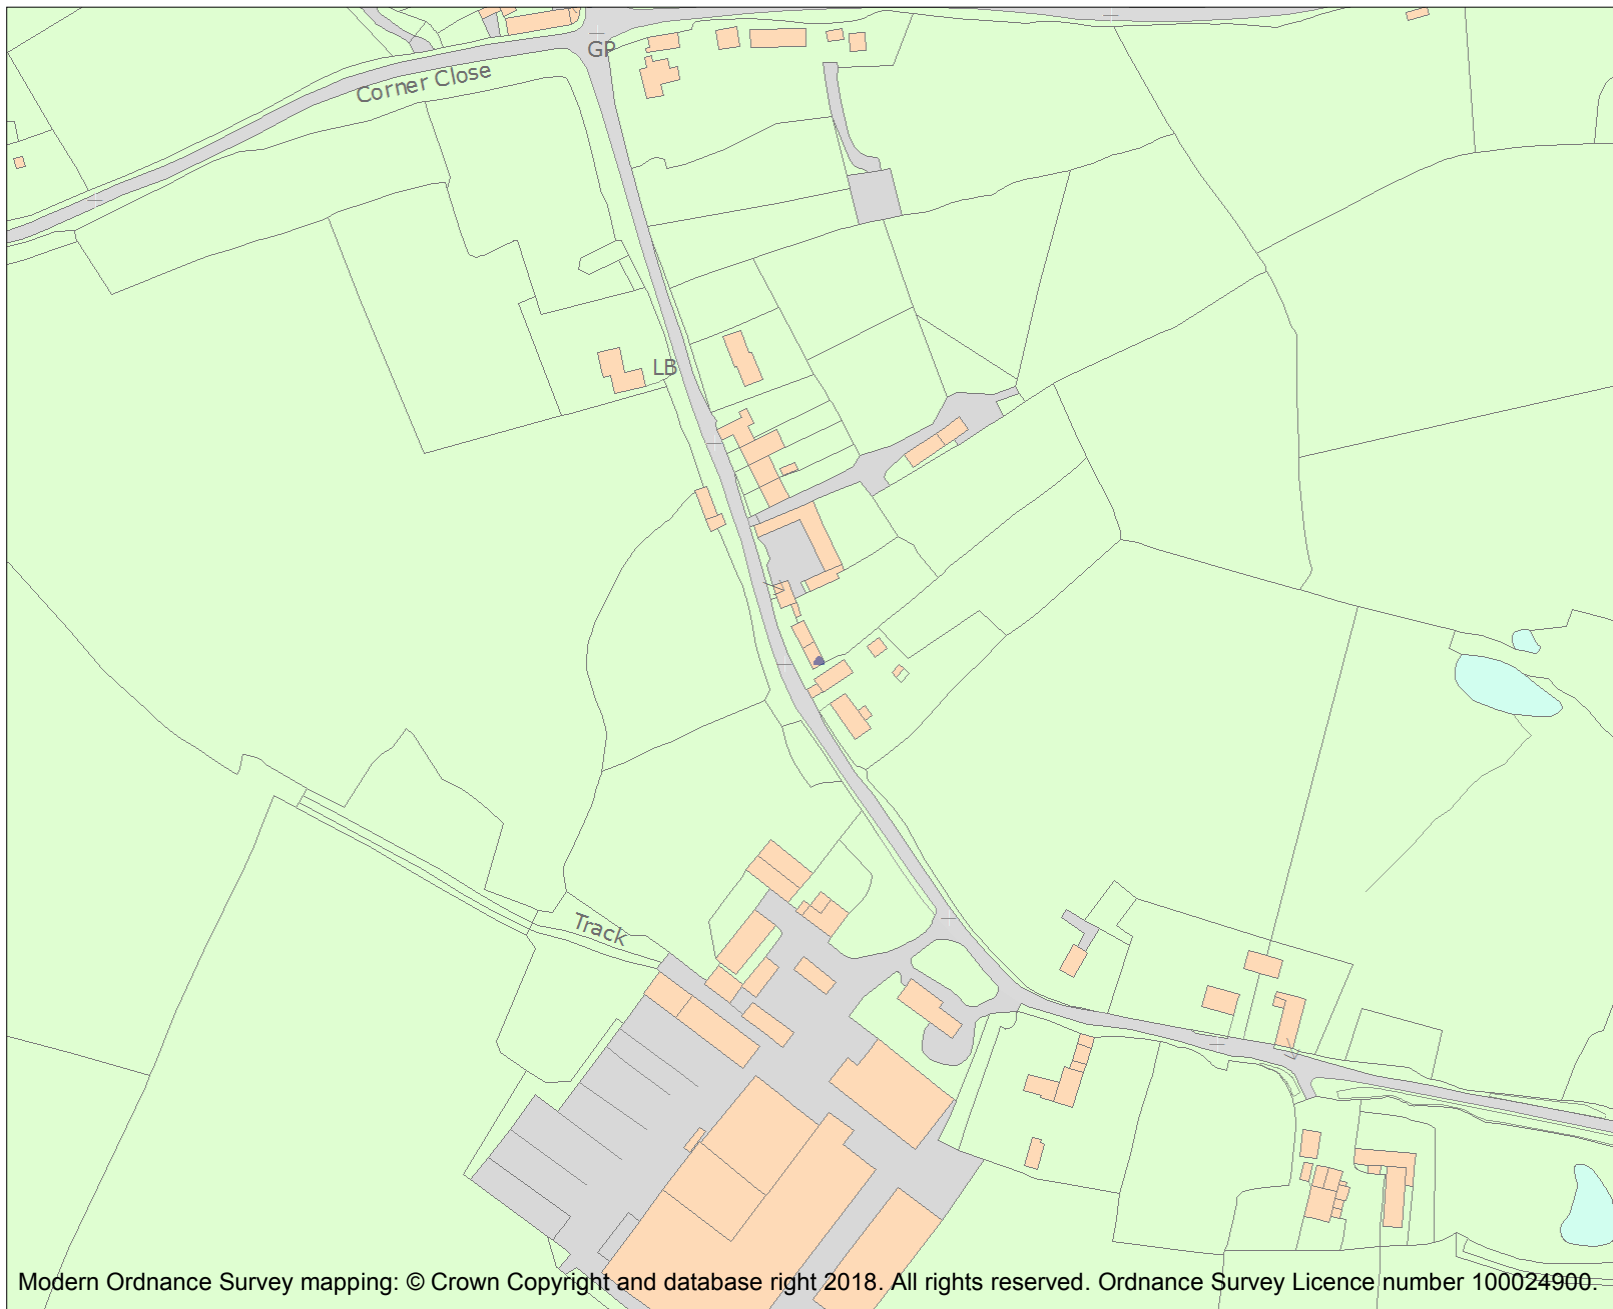 GP
Corner Close
LB
Track
Modern Ordnance Survey mapping: © Crown Copyright and database right 2018. All rights reserved. Ordnance Survey Licence number 100024900.